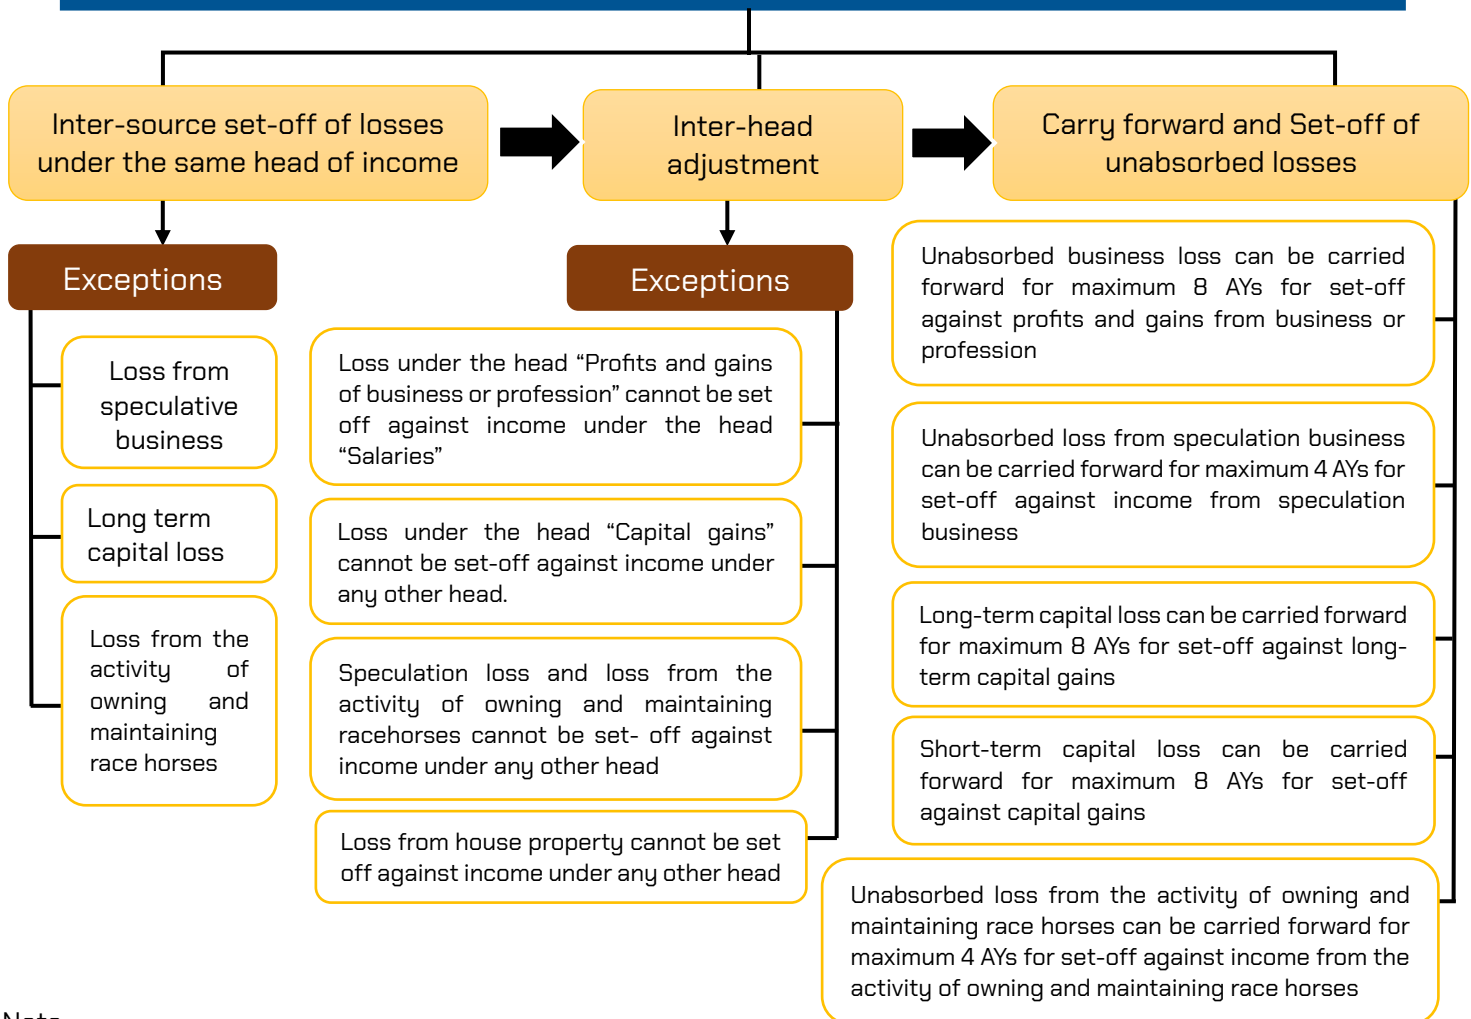 Inter-source set-off of losses
under the same head of income
Inter-head
adjustment
Carry forward and Set-off of
unabsorbed losses
Exceptions
Loss from
speculative
business
Long term
capital loss
Loss from the
activity of
owning and
maintaining
race horses
Exceptions
Loss under the head “Profits and gains
of business or profession” cannot be set
off against income under the head
“Salaries”
Loss under the head “Capital gains”
cannot be set-off against income under
any other head.
Speculation loss and loss from the
activity of owning and maintaining
racehorses cannot be set- off against
income under any other head
Loss from house property cannot be set
off against income under any other head
Unabsorbed business loss can be carried
forward for maximum 8 AYs for set-off
against profits and gains from business or
profession
Unabsorbed loss from speculation business
can be carried forward for maximum 4 AYs for
set-off against income from speculation
business
Long-term capital loss can be carried forward
for maximum 8 AYs for set-off against long-
term capital gains
Short-term capital loss can be carried
forward for maximum 8 AYs for set-off
against capital gains
Unabsorbed loss from the activity of owning and
maintaining race horses can be carried forward for
maximum 4 AYs for set-off against income from the
activity of owning and maintaining race horses